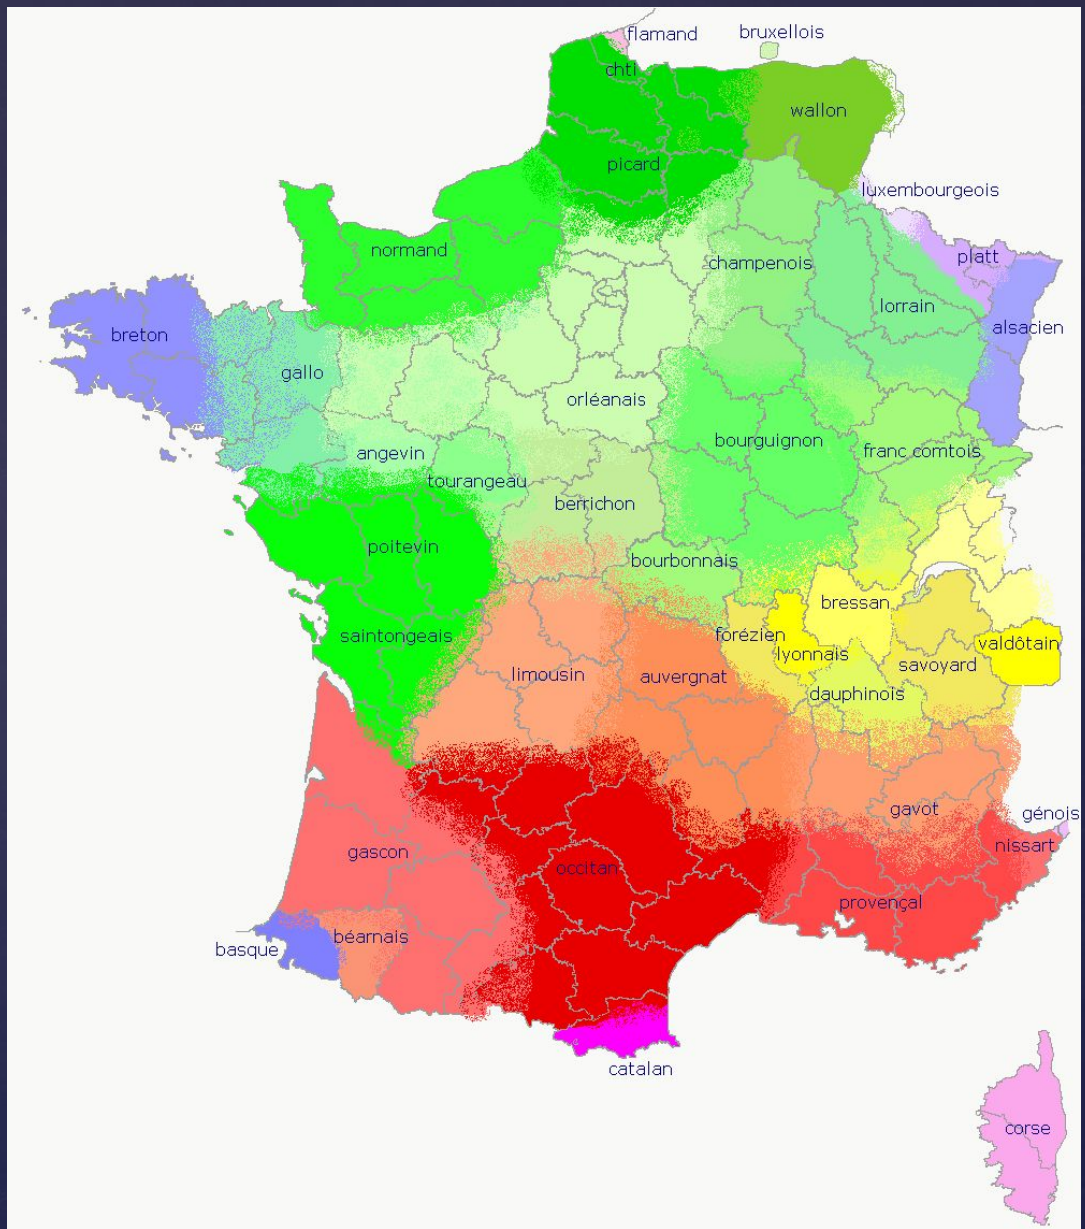 flamand
bruxellois
chti
wallon
picard
luxembourgeois
normand
champenois
platt
lorrain
breton
alsacien
gallo
orléanais
angevin
bourguignon
franc comtois
tourangeau
berrichon
poitevin
bourbonnais
bressan
saintongeais
forézien
lyonnais
valdôtain
savoyard
limousin
auvergnat
dauphinois
gavot
génois
nissart
gascon
occitan
provençal
béarnais
basque
catalan
corse